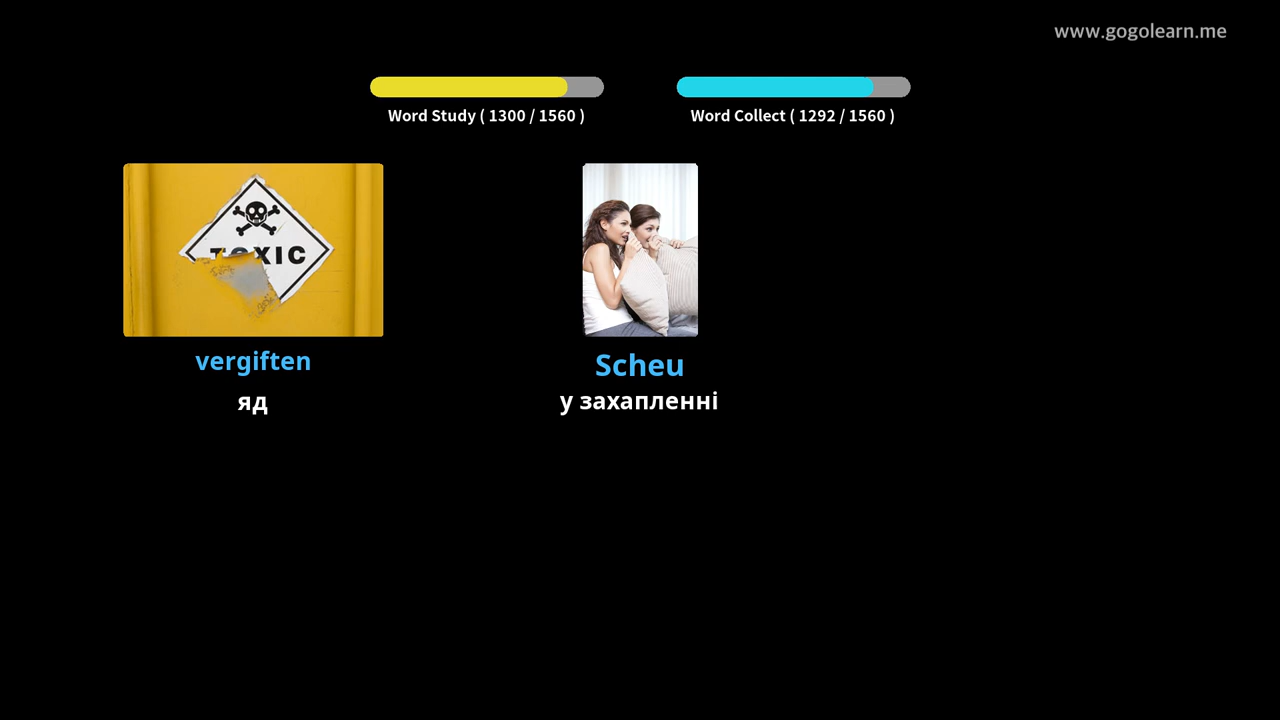 www.gogolearn.me
Word Study ( 1300 / 1560 )
Word Collect ( 1292 / 1560 )
TOXIC
vergiften
яд
Scheu
у захапленні